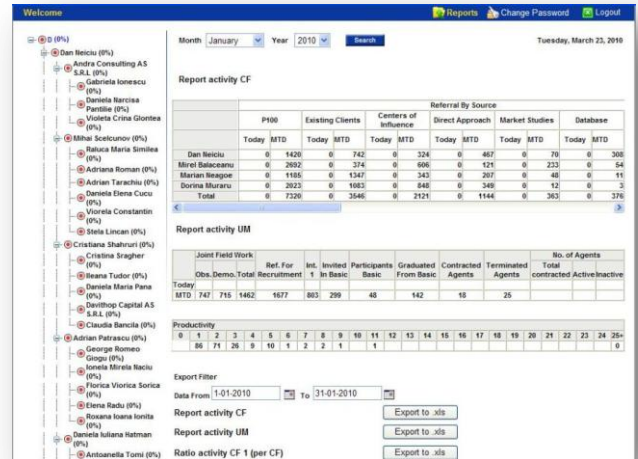 Welcome
Reports Change Password Logout
D (0%)
Dan Neiciu (0%)
Andra Consulting AS
S.R.L (0%)
Gabriela Ionescu
(0%)
Daniela Narcisa
Pantilie (0%)
Violeta Crina Glontea
(0%)
Mihai Scelcunov (0%)
Raluca Maria Similea
(0%)
Adriana Roman (0%)
Adrian Tarachiu (0%)
Daniela Elena Cucu
(0%)
Viorela Constantin
(0%)
Stela Lincan (0%)
Cristiana Shahruri (0%)
Cristina Sragher
(0%)
Ileana Tudor (0%)
Daniela Maria Pana
(0%)
Davithop Capital AS
S.R.L (0%)
Claudia Bancila (0%)
Adrian Patrascu (0%)
George Romeo
Giogu (0%)
Ionela Mirela Naciu
(0%)
Florica Viorica Sorica
(0%)
Elena Radu (0%)
Roxana Ioana Ionita
(0%)
Daniela Iuliana Hatman
(0%)
Antoanella Tomi (0%)
Month January Year 2010 Search Tuesday, March 23, 2010
Report activity CF
Referral By Source
P100 Existing Clients Centers of Influence Direct Approach Market Studies Database
Today MTD Today MTD Today MTD Today MTD Today MTD Today MTD
Dan Neiciu 0 1420 0 742 0 324 0 467 0 70 0 308
Mirel Balaceanu 0 2692 0 374 0 606 0 121 0 233 0 54
Marian Neagoe 0 1185 0 1347 0 343 0 207 0 48 0 11
Dorina Muraru 0 2023 0 1083 0 848 0 349 0 12 0 3
Total 0 7320 0 3546 0 2121 0 1144 0 363 0 376
Report activity UM
Joint Field Work Ref. For Recruitment Int. 1 Invited In Basic Participants Basic Graduated From Basic Contracted Agents Terminated Agents No. of Agents
Obs. Demo. Total Total contracted Active Inactive
Today
MTD 747 715 1462 1677 803 299 48 142 18 25
Productivity
0 1 2 3 4 5 6 7 8 9 10 11 12 13 14 15 16 17 18 19 20 21 22 23 24 25+
86 71 26 9 10 1 2 2 1 1 0
Export Filter
Data From 1-01-2010 To 31-01-2010
Report activity CF Export to .xls
Report activity UM Export to .xls
Ratio activity CF 1 (per CF) Export to .xls